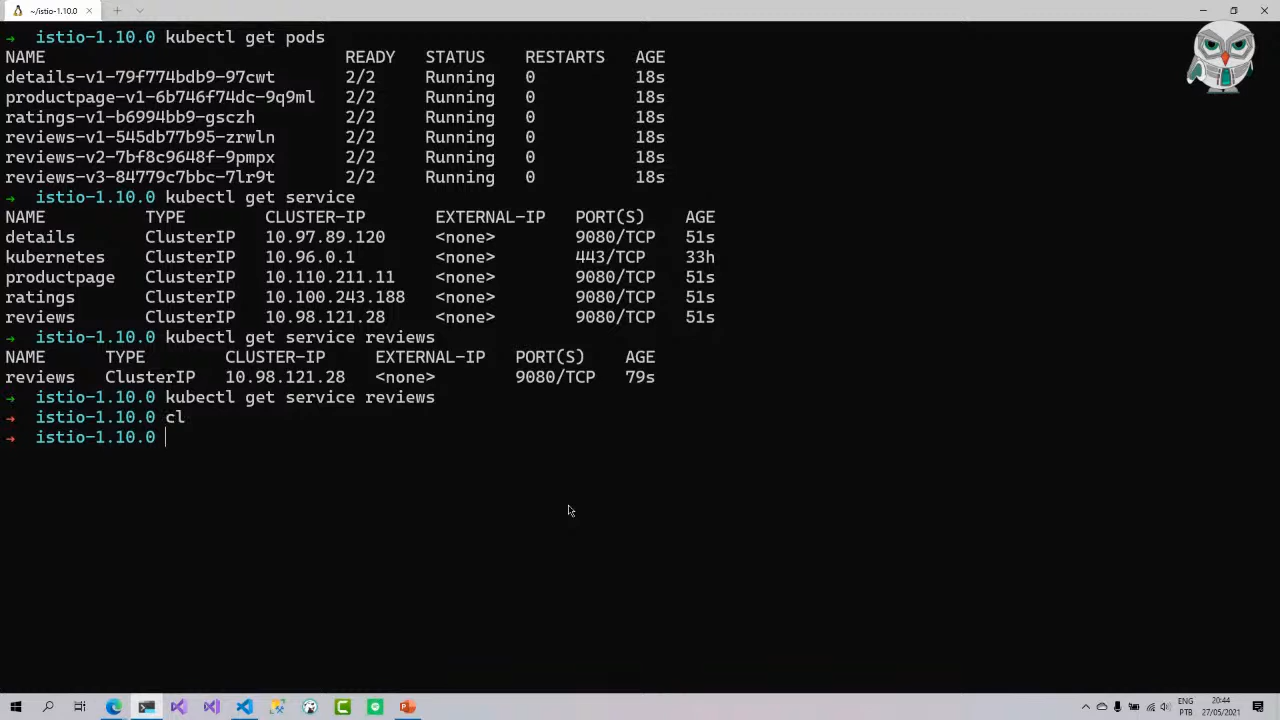 ~/istio-1.10.0
→ istio-1.10.0 kubectl get pods
NAME READY STATUS RESTARTS AGE
details-v1-79f774bdb9-97cwt 2/2 Running 0 18s
productpage-v1-6b746f74dc-9q9ml 2/2 Running 0 18s
ratings-v1-b6994bb9-gsczh 2/2 Running 0 18s
reviews-v1-545db77b95-zrwln 2/2 Running 0 18s
reviews-v2-7bf8c9648f-9pmpx 2/2 Running 0 18s
reviews-v3-84779c7bbc-7lr9t 2/2 Running 0 18s
→ istio-1.10.0 kubectl get service
NAME TYPE CLUSTER-IP EXTERNAL-IP PORT(S) AGE
details ClusterIP 10.97.89.120 <none> 9080/TCP 51s
kubernetes ClusterIP 10.96.0.1 <none> 443/TCP 33h
productpage ClusterIP 10.110.211.11 <none> 9080/TCP 51s
ratings ClusterIP 10.100.243.188 <none> 9080/TCP 51s
reviews ClusterIP 10.98.121.28 <none> 9080/TCP 51s
→ istio-1.10.0 kubectl get service reviews
NAME TYPE CLUSTER-IP EXTERNAL-IP PORT(S) AGE
reviews ClusterIP 10.98.121.28 <none> 9080/TCP 79s
→ istio-1.10.0 kubectl get service reviews
→ istio-1.10.0 cl
→ istio-1.10.0
ENG 20:44
PTB 27/05/2021